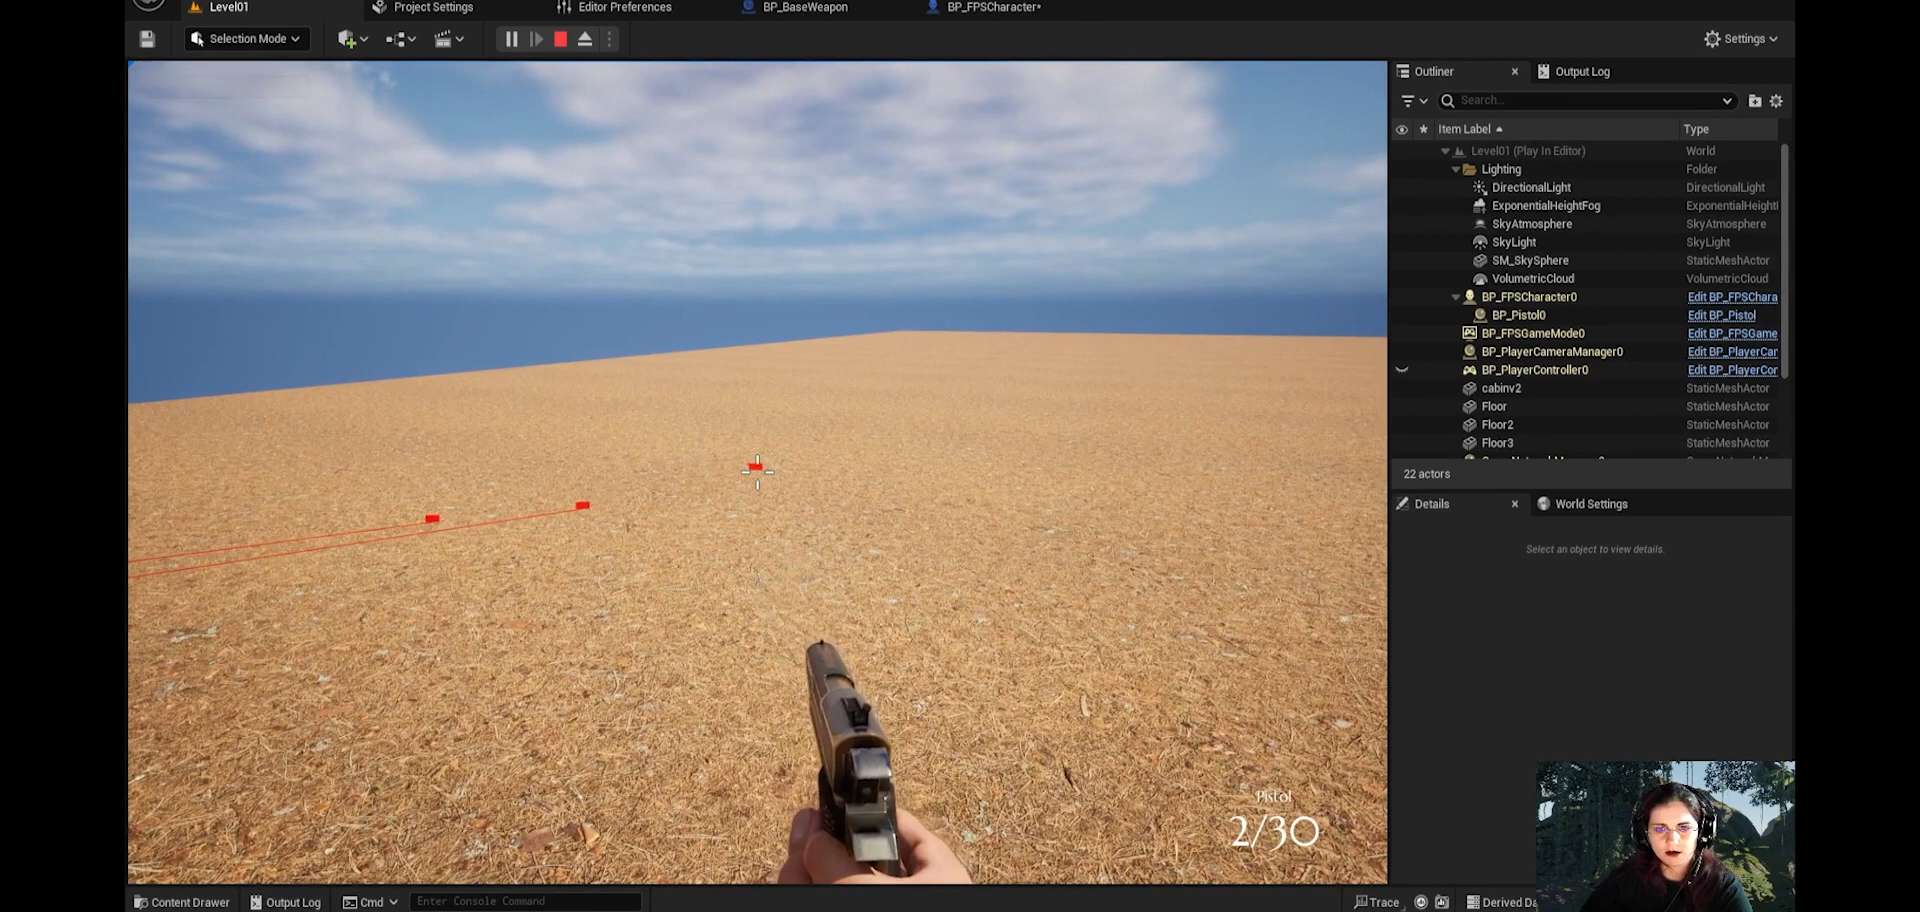 Level01
Project Settings
Editor Preferences
BP_BaseWeapon
BP_FPSCharacter*
Selection Mode
Settings
Outliner
Output Log
Search...
Item Label
Type
Level01 (Play In Editor)
World
Lighting
Folder
DirectionalLight
DirectionalLight
ExponentialHeightFog
ExponentialHeightl
SkyAtmosphere
SkyAtmosphere
SkyLight
SkyLight
SM_SkySphere
StaticMeshActor
VolumetricCloud
VolumetricCloud
BP_FPSCharacter0
Edit BP_FPSChara
BP_Pistol0
Edit BP_Pistol
BP_FPSGameMode0
Edit BP_FPSGame
BP_PlayerCameraManager0
Edit BP_PlayerCar
BP_PlayerController0
Edit BP_PlayerCor
cabinv2
StaticMeshActor
Floor
StaticMeshActor
Floor2
StaticMeshActor
Floor3
StaticMeshActor
22 actors
Details
World Settings
Select an object to view details.
Pistol
2/30
Content Drawer
Output Log
Cmd
Enter Console Command
Trace
Derived Da